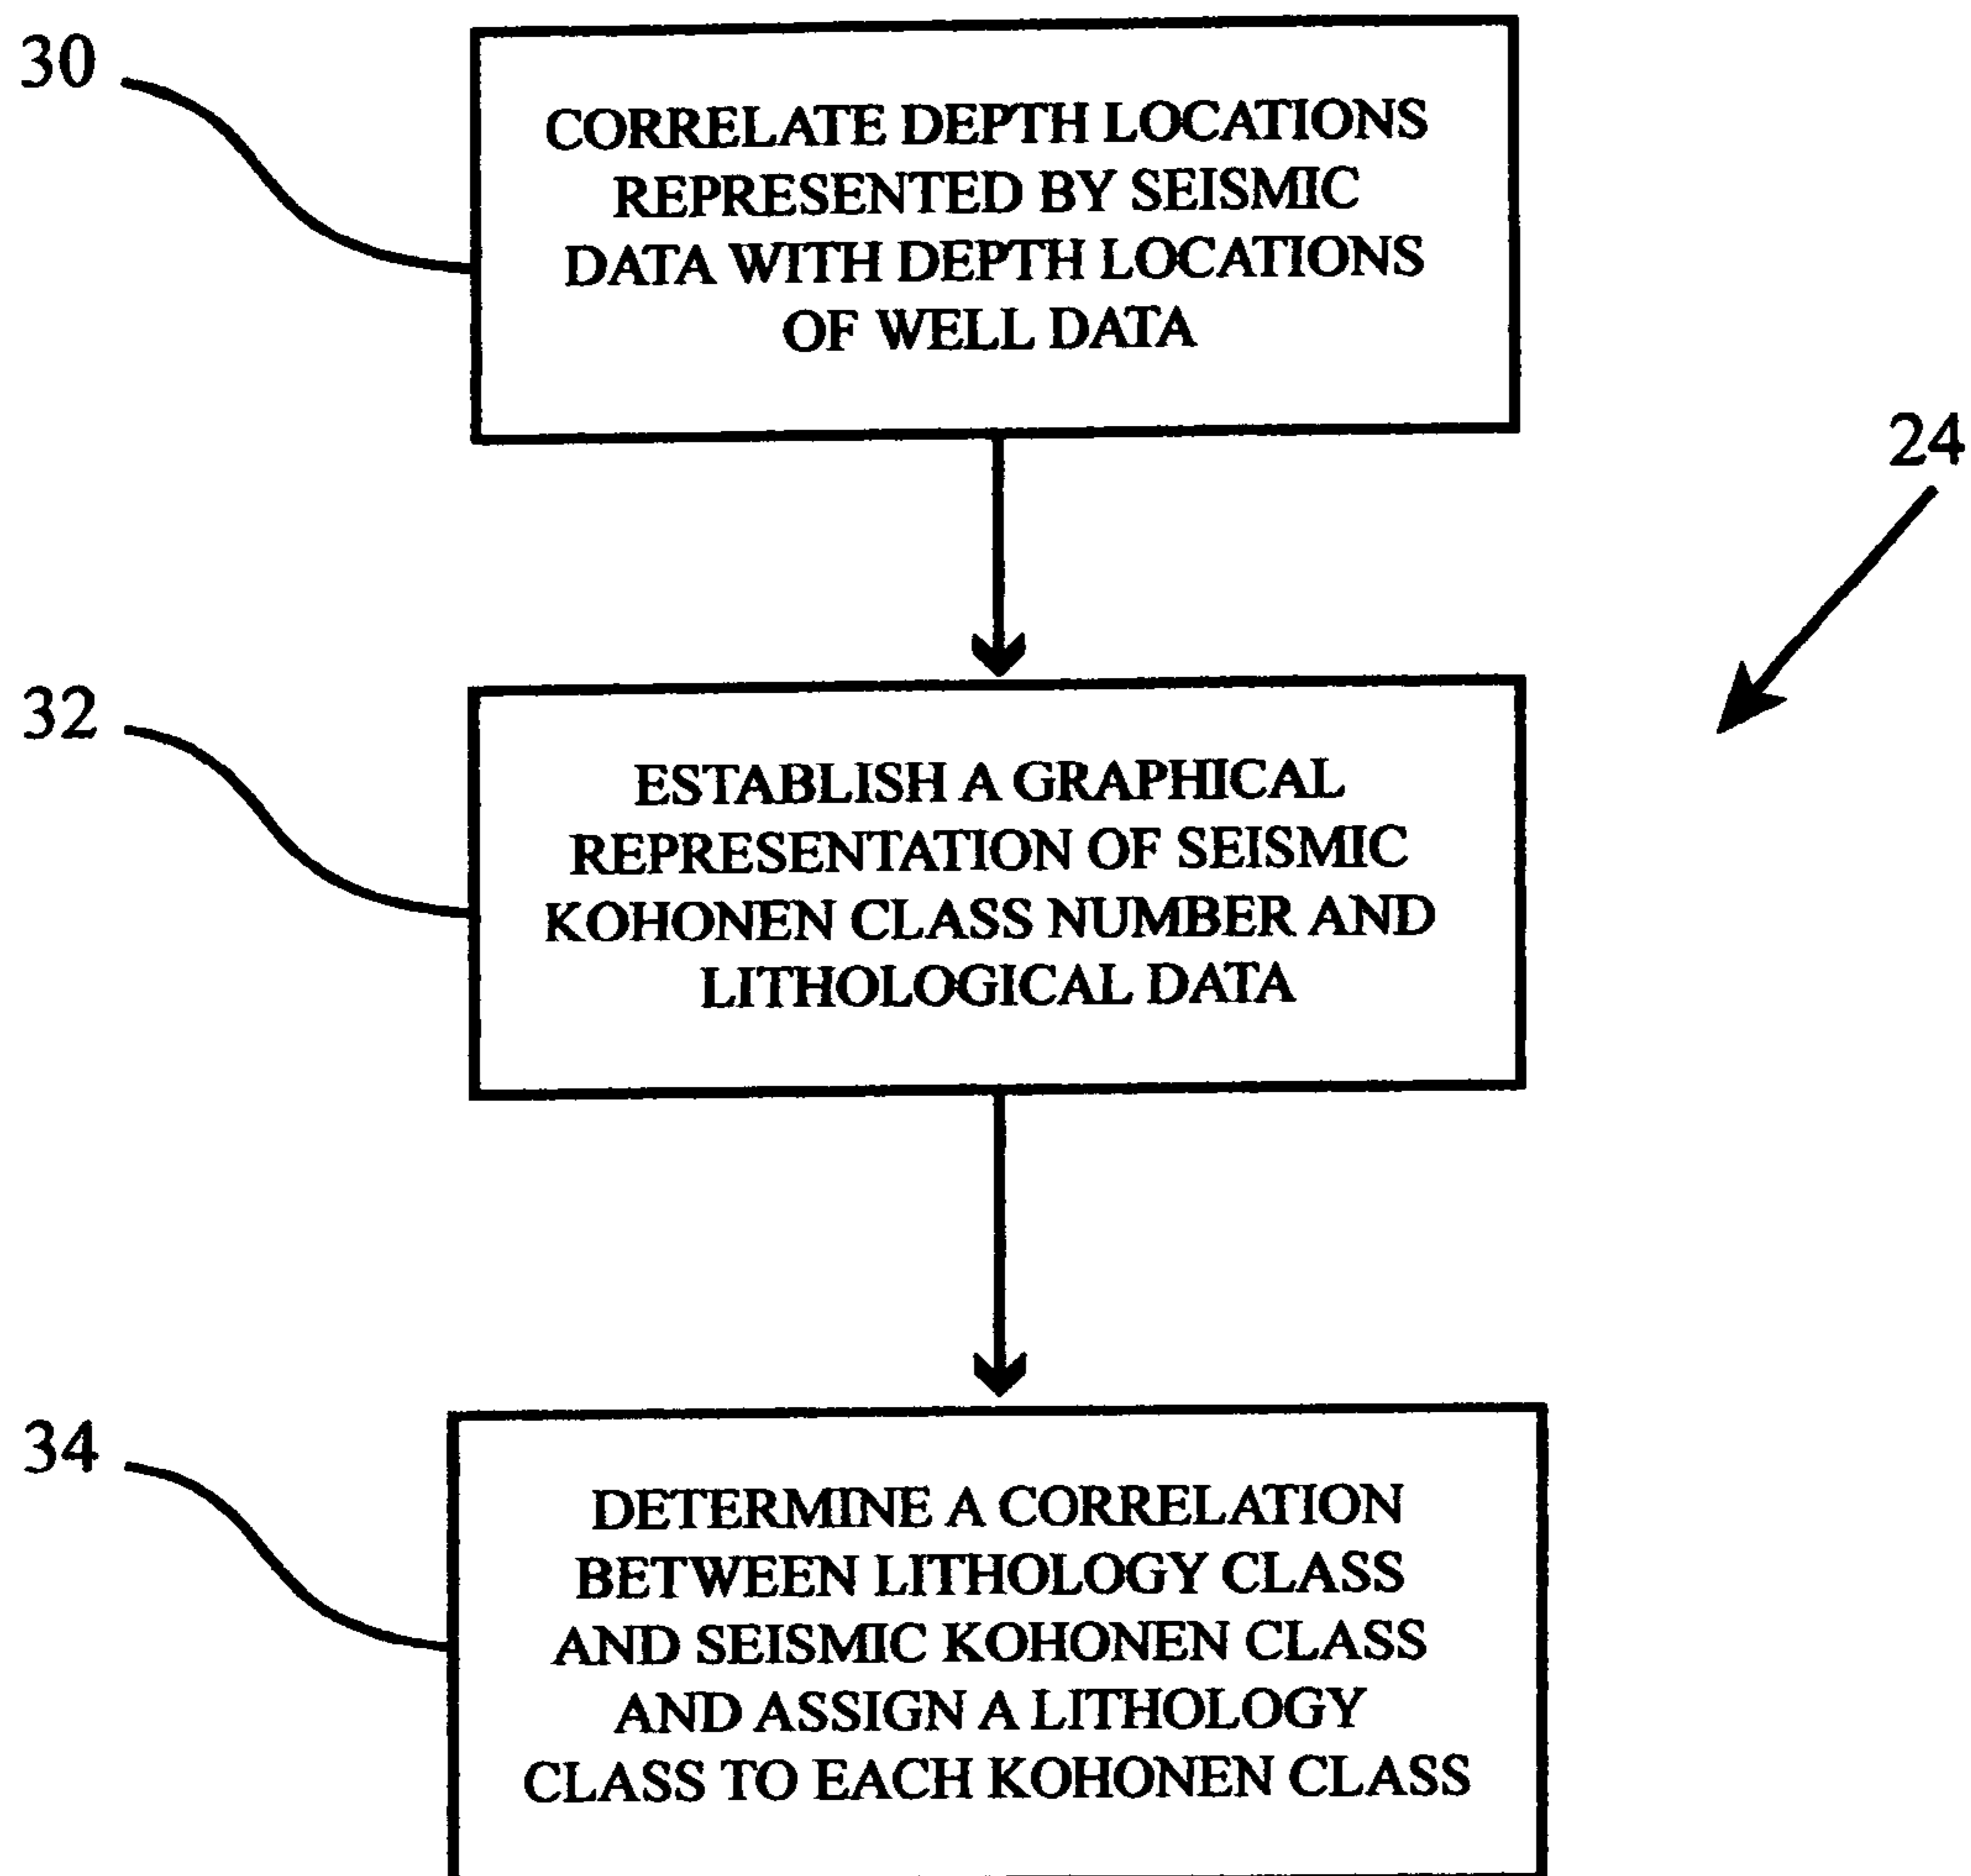 30
CORRELATE DEPTH LOCATIONS
REPRESENTED BY SEISMIC
DATA WITH DEPTH LOCATIONS
OF WELL DATA
24
32
ESTABLISH A GRAPHICAL
REPRESENTATION OF SEISMIC
KOHONEN CLASS NUMBER AND
LITHOLOGICAL DATA
34
DETERMINE A CORRELATION
BETWEEN LITHOLOGY CLASS
AND SEISMIC KOHONEN CLASS
AND ASSIGN A LITHOLOGY
CLASS TO EACH KOHONEN CLASS